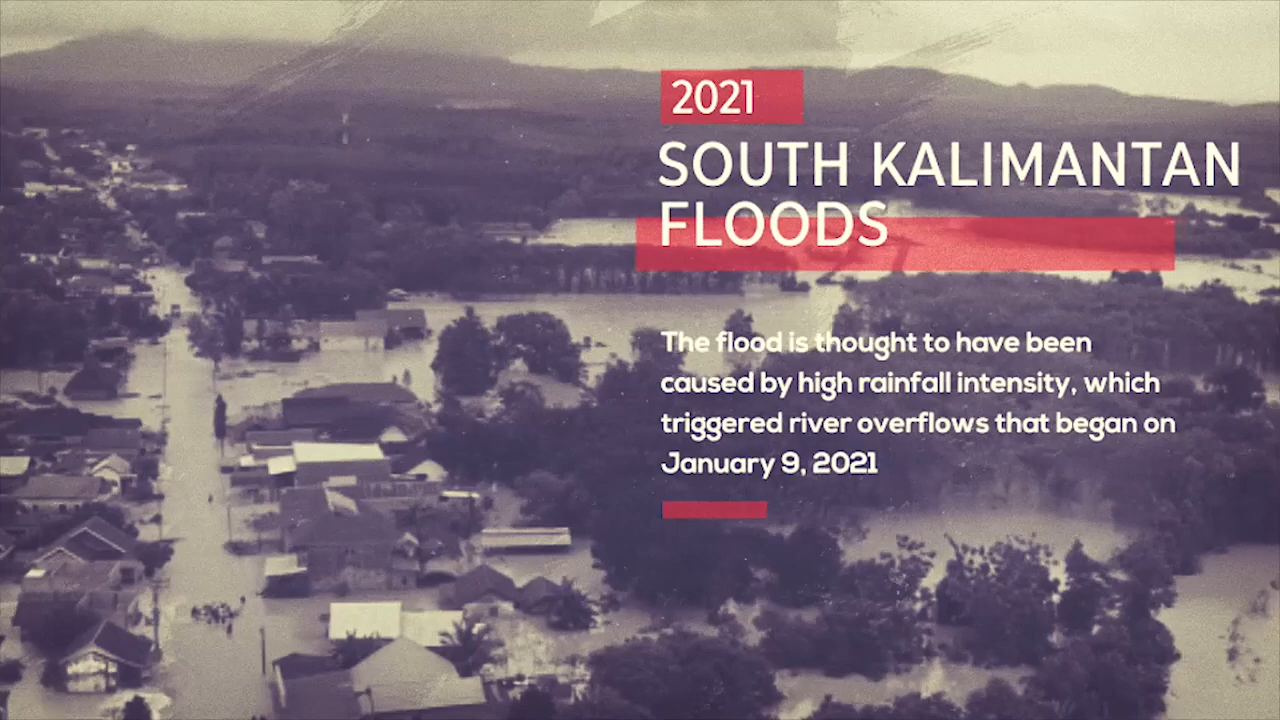 2021
SOUTH KALIMANTAN
FLOODS
The flood is thought to have been
caused by high rainfall intensity, which
triggered river overflows that began on
January 9, 2021